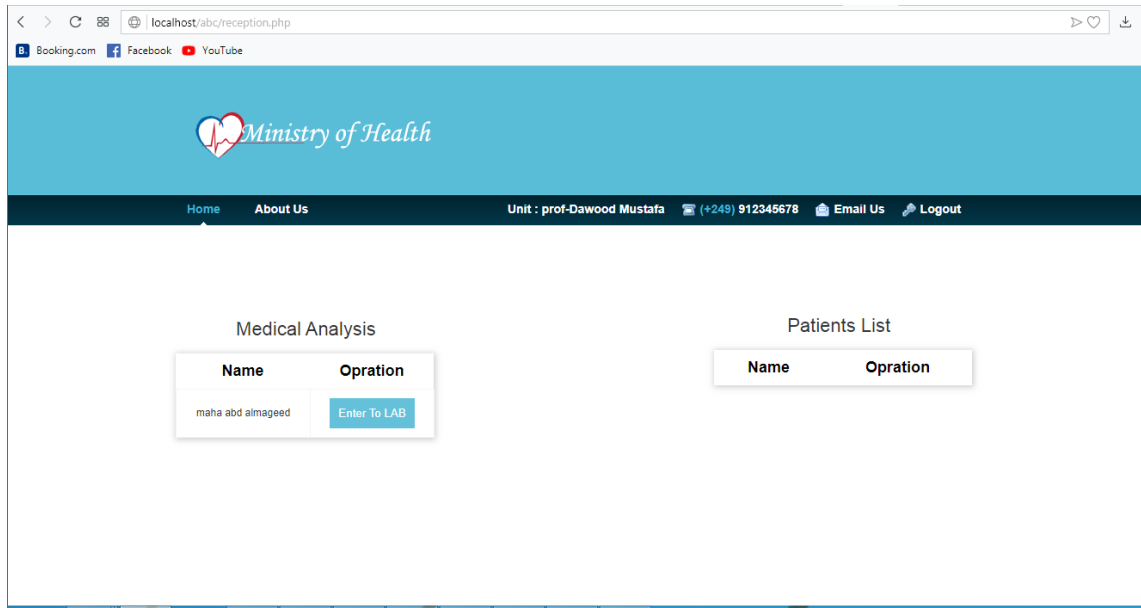 localhost/abc/reception.php
B. Booking.com f Facebook YouTube
Ministry of Health
Home About Us Unit : prof-Dawood Mustafa (+249) 912345678 Email Us Logout
Medical Analysis
Name Opration
maha abd almageed Enter To LAB
Patients List
Name Opration